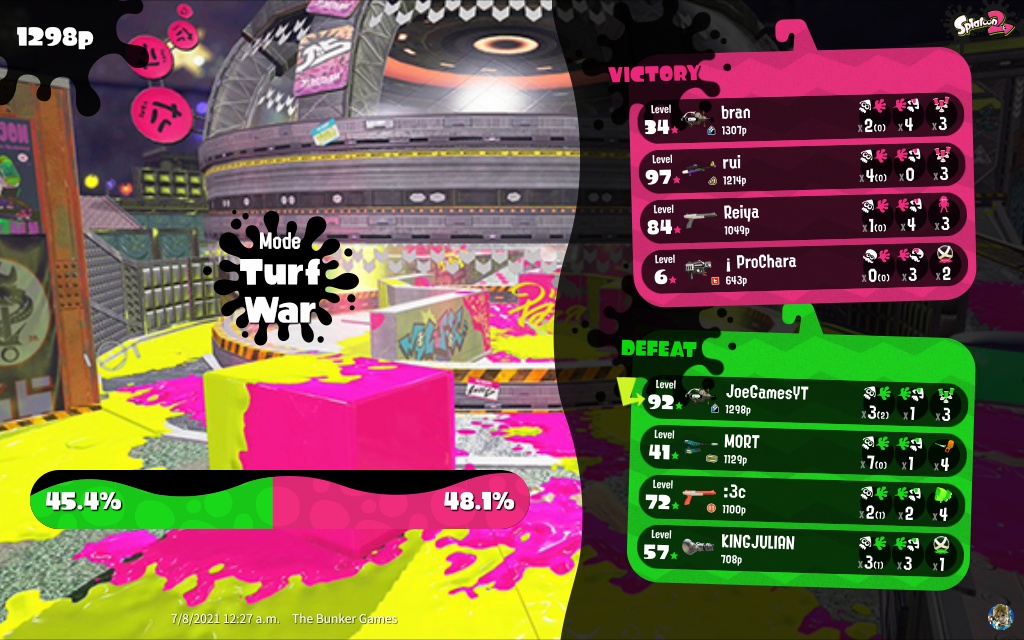 1298p
Splatoon 2
VICTORY
Level 34★ bran 1307p x2(0) x4 x3
Level 97★ rui 1214p x4(0) x0 x3
Level 84★ Reiya 1049p x1(0) x4 x3
Level 6★ ¡ ProChara 643p x0(0) x3 x2
Mode
Turf
War
DEFEAT
Level 92★ JoeGamesYT 1298p x3(2) x1 x3
Level 41★ MORT 1129p x7(0) x1 x4
Level 72★ :3c 1100p x2(1) x2 x4
Level 57★ KINGJULIAN 708p x3(1) x3 x1
45.4% 48.1%
7/8/2021 12:27 a.m. The Bunker Games